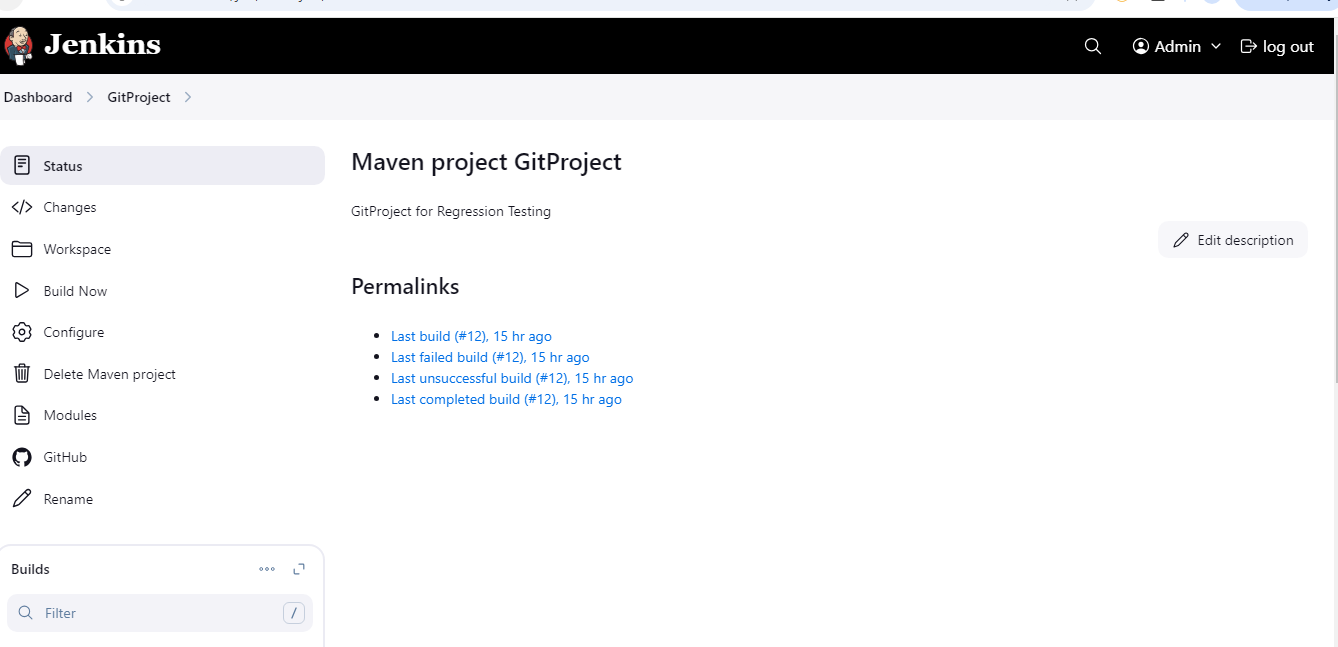 Jenkins
Admin
log out
Dashboard
GitProject
Status
Changes
Workspace
Build Now
Configure
Delete Maven project
Modules
GitHub
Rename
Builds
Filter
/
Maven project GitProject
GitProject for Regression Testing
Edit description
Permalinks
Last build (#12), 15 hr ago
Last failed build (#12), 15 hr ago
Last unsuccessful build (#12), 15 hr ago
Last completed build (#12), 15 hr ago